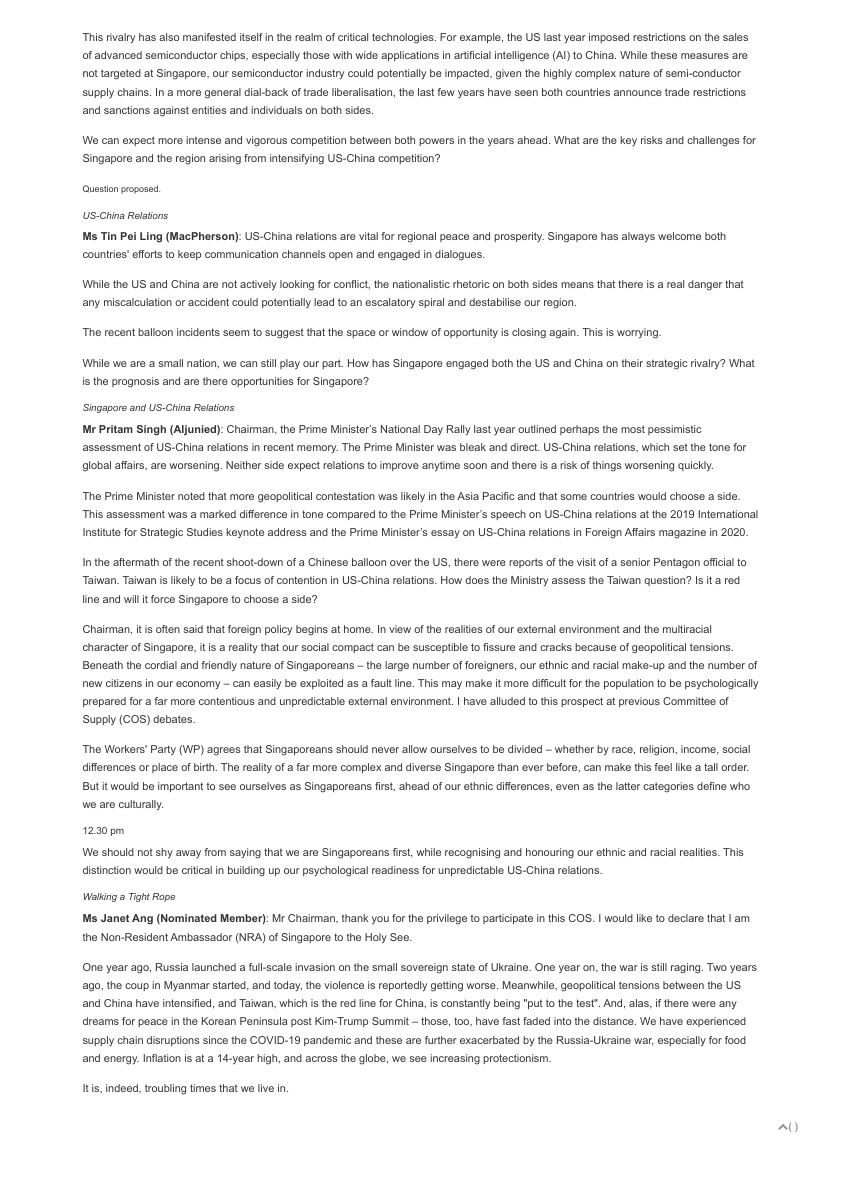 This rivalry has also manifested itself in the realm of critical technologies. For example, the US last year imposed restrictions on the sales
of advanced semiconductor chips, especially those with wide applications in artificial intelligence (AI) to China. While these measures are
not targeted at Singapore, our semiconductor industry could potentially be impacted, given the highly complex nature of semi-conductor
supply chains. In a more general dial-back of trade liberalisation, the last few years have seen both countries announce trade restrictions
and sanctions against entities and individuals on both sides.
We can expect more intense and vigorous competition between both powers in the years ahead. What are the key risks and challenges for
Singapore and the region arising from intensifying US-China competition?
Question proposed.
US-China Relations
Ms Tin Pei Ling (MacPherson): US-China relations are vital for regional peace and prosperity. Singapore has always welcome both
countries' efforts to keep communication channels open and engaged in dialogues.
While the US and China are not actively looking for conflict, the nationalistic rhetoric on both sides means that there is a real danger that
any miscalculation or accident could potentially lead to an escalatory spiral and destabilise our region.
The recent balloon incidents seem to suggest that the space or window of opportunity is closing again. This is worrying.
While we are a small nation, we can still play our part. How has Singapore engaged both the US and China on their strategic rivalry? What
is the prognosis and are there opportunities for Singapore?
Singapore and US-China Relations
Mr Pritam Singh (Aljunied): Chairman, the Prime Minister's National Day Rally last year outlined perhaps the most pessimistic
assessment of US-China relations in recent memory. The Prime Minister was bleak and direct. US-China relations, which set the tone for
global affairs, are worsening. Neither side expect relations to improve anytime soon and there is a risk of things worsening quickly.
The Prime Minister noted that more geopolitical contestation was likely in the Asia Pacific and that some countries would choose a side.
This assessment was a marked difference in tone compared to the Prime Minister's speech on US-China relations at the 2019 International
Institute for Strategic Studies keynote address and the Prime Minister's essay on US-China relations in Foreign Affairs magazine in 2020.
In the aftermath of the recent shoot-down of a Chinese balloon over the US, there were reports of the visit of a senior Pentagon official to
Taiwan. Taiwan is likely to be a focus of contention in US-China relations. How does the Ministry assess the Taiwan question? Is it a red
line and will it force Singapore to choose a side?
Chairman, it is often said that foreign policy begins at home. In view of the realities of our external environment and the multiracial
character of Singapore, it is a reality that our social compact can be susceptible to fissure and cracks because of geopolitical tensions.
Beneath the cordial and friendly nature of Singaporeans – the large number of foreigners, our ethnic and racial make-up and the number of
new citizens in our economy – can easily be exploited as a fault line. This may make it more difficult for the population to be psychologically
prepared for a far more contentious and unpredictable external environment. I have alluded to this prospect at previous Committee of
Supply (COS) debates.
The Workers' Party (WP) agrees that Singaporeans should never allow ourselves to be divided – whether by race, religion, income, social
differences or place of birth. The reality of a far more complex and diverse Singapore than ever before, can make this feel like a tall order.
But it would be important to see ourselves as Singaporeans first, ahead of our ethnic differences, even as the latter categories define who
we are culturally.
12.30 pm
We should not shy away from saying that we are Singaporeans first, while recognising and honouring our ethnic and racial realities. This
distinction would be critical in building up our psychological readiness for unpredictable US-China relations.
Walking a Tight Rope
Ms Janet Ang (Nominated Member): Mr Chairman, thank you for the privilege to participate in this COS. I would like to declare that I am
the Non-Resident Ambassador (NRA) of Singapore to the Holy See.
One year ago, Russia launched a full-scale invasion on the small sovereign state of Ukraine. One year on, the war is still raging. Two years
ago, the coup in Myanmar started, and today, the violence is reportedly getting worse. Meanwhile, geopolitical tensions between the US
and China have intensified, and Taiwan, which is the red line for China, is constantly being "put to the test". And, alas, if there were any
dreams for peace in the Korean Peninsula post Kim-Trump Summit – those, too, have fast faded into the distance. We have experienced
supply chain disruptions since the COVID-19 pandemic and these are further exacerbated by the Russia-Ukraine war, especially for food
and energy. Inflation is at a 14-year high, and across the globe, we see increasing protectionism.
It is, indeed, troubling times that we live in.
( )